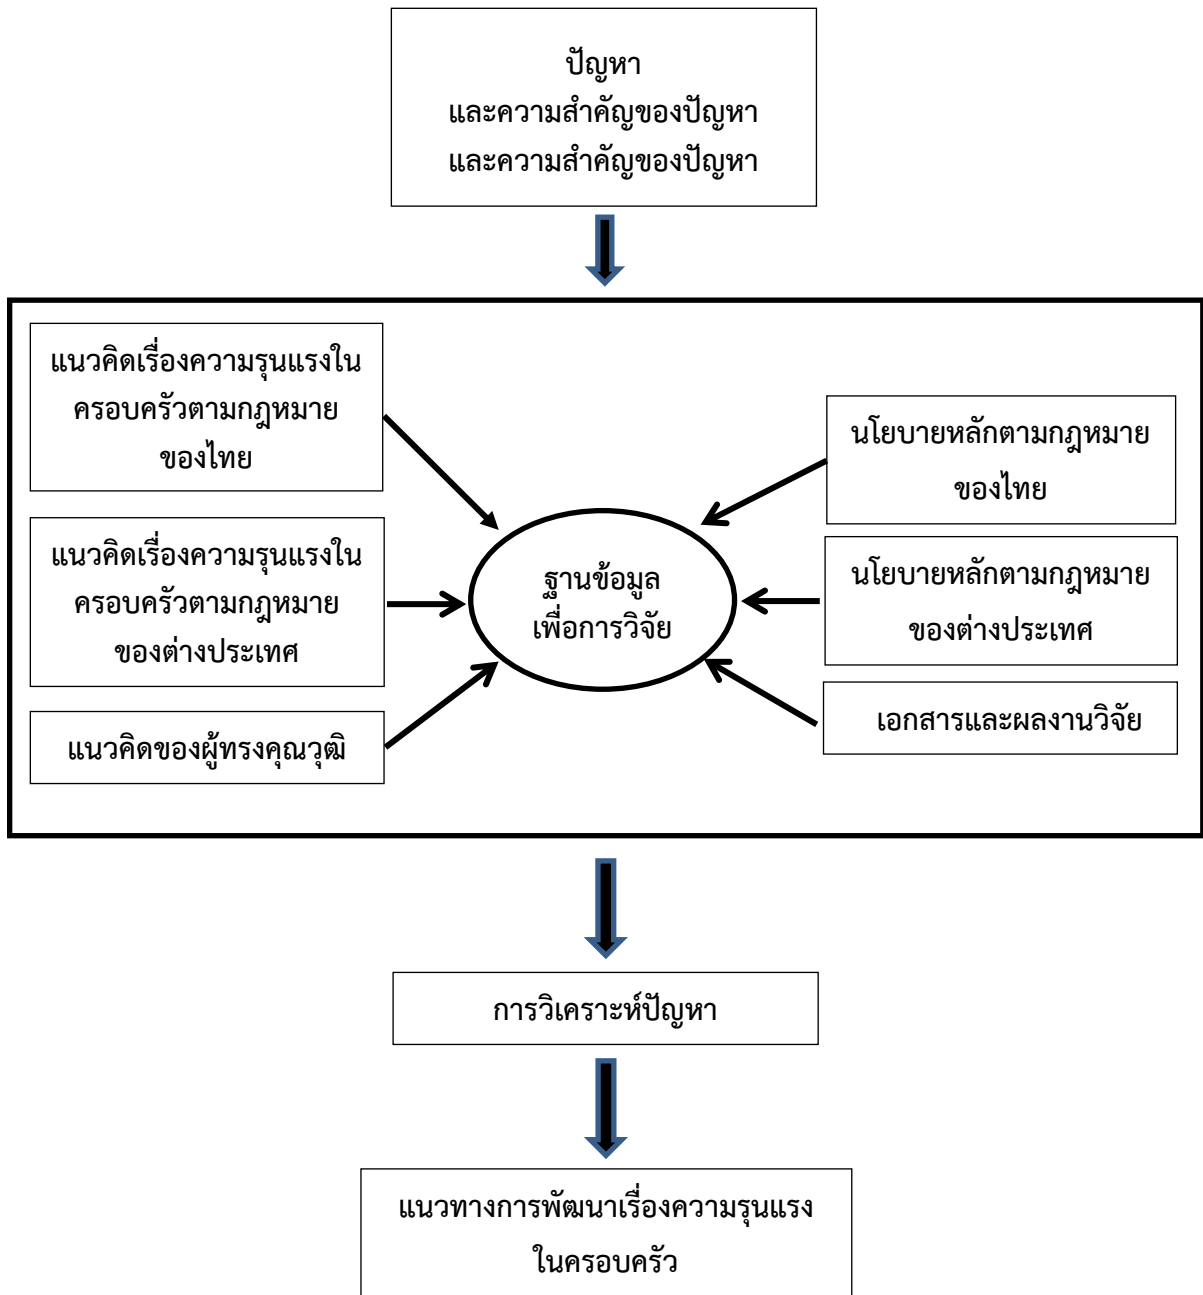 ปัญหา
และความสำคัญของปัญหา
และความสำคัญของปัญหา
แนวคิดเรื่องความรุนแรงใน
ครอบครัวตามกฎหมาย
ของไทย
แนวคิดเรื่องความรุนแรงใน
ครอบครัวตามกฎหมาย
ของต่างประเทศ
แนวคิดของผู้ทรงคุณวุฒิ
ฐานข้อมูล
เพื่อการวิจัย
นโยบายหลักตามกฎหมาย
ของไทย
นโยบายหลักตามกฎหมาย
ของต่างประเทศ
เอกสารและผลงานวิจัย
การวิเคราะห์ปัญหา
แนวทางการพัฒนาเรื่องความรุนแรง
ในครอบครัว